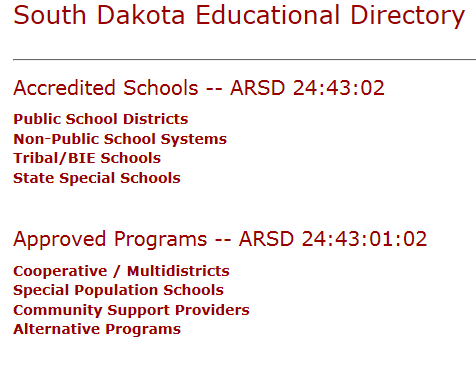 South Dakota Educational Directory
Accredited Schools -- ARSD 24:43:02
Public School Districts
Non-Public School Systems
Tribal/BIE Schools
State Special Schools
Approved Programs -- ARSD 24:43:01:02
Cooperative / Multidistricts
Special Population Schools
Community Support Providers
Alternative Programs